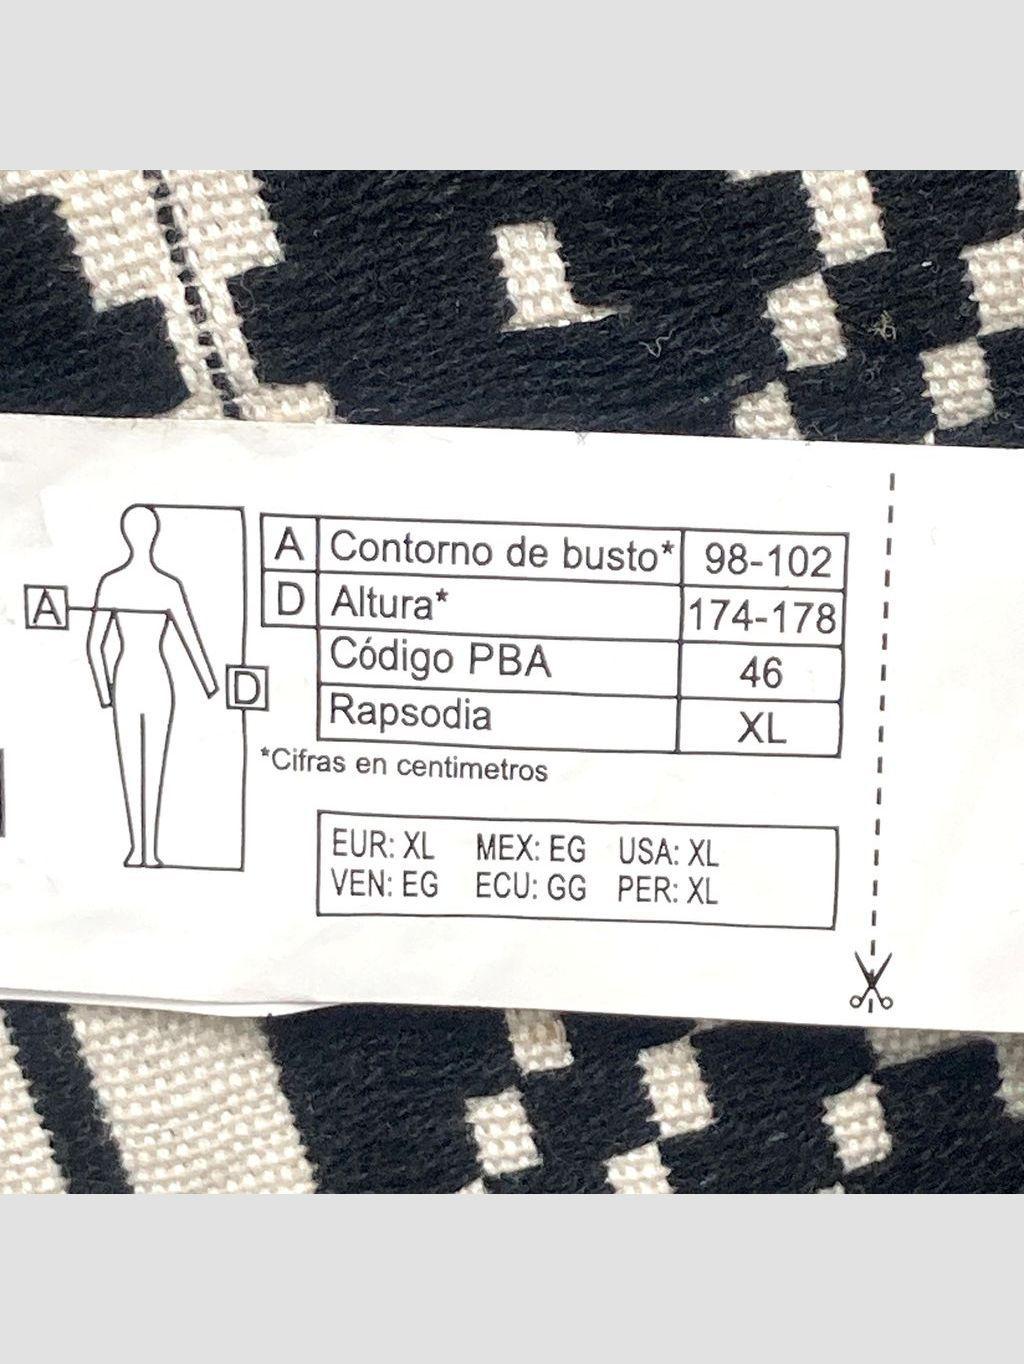 A Contorno de busto* 98-102
D Altura* 174-178
Código PBA 46
Rapsodia XL
A
D
*Cifras en centimetros
EUR: XL MEX: EG USA: XL
VEN: EG ECU: GG PER: XL